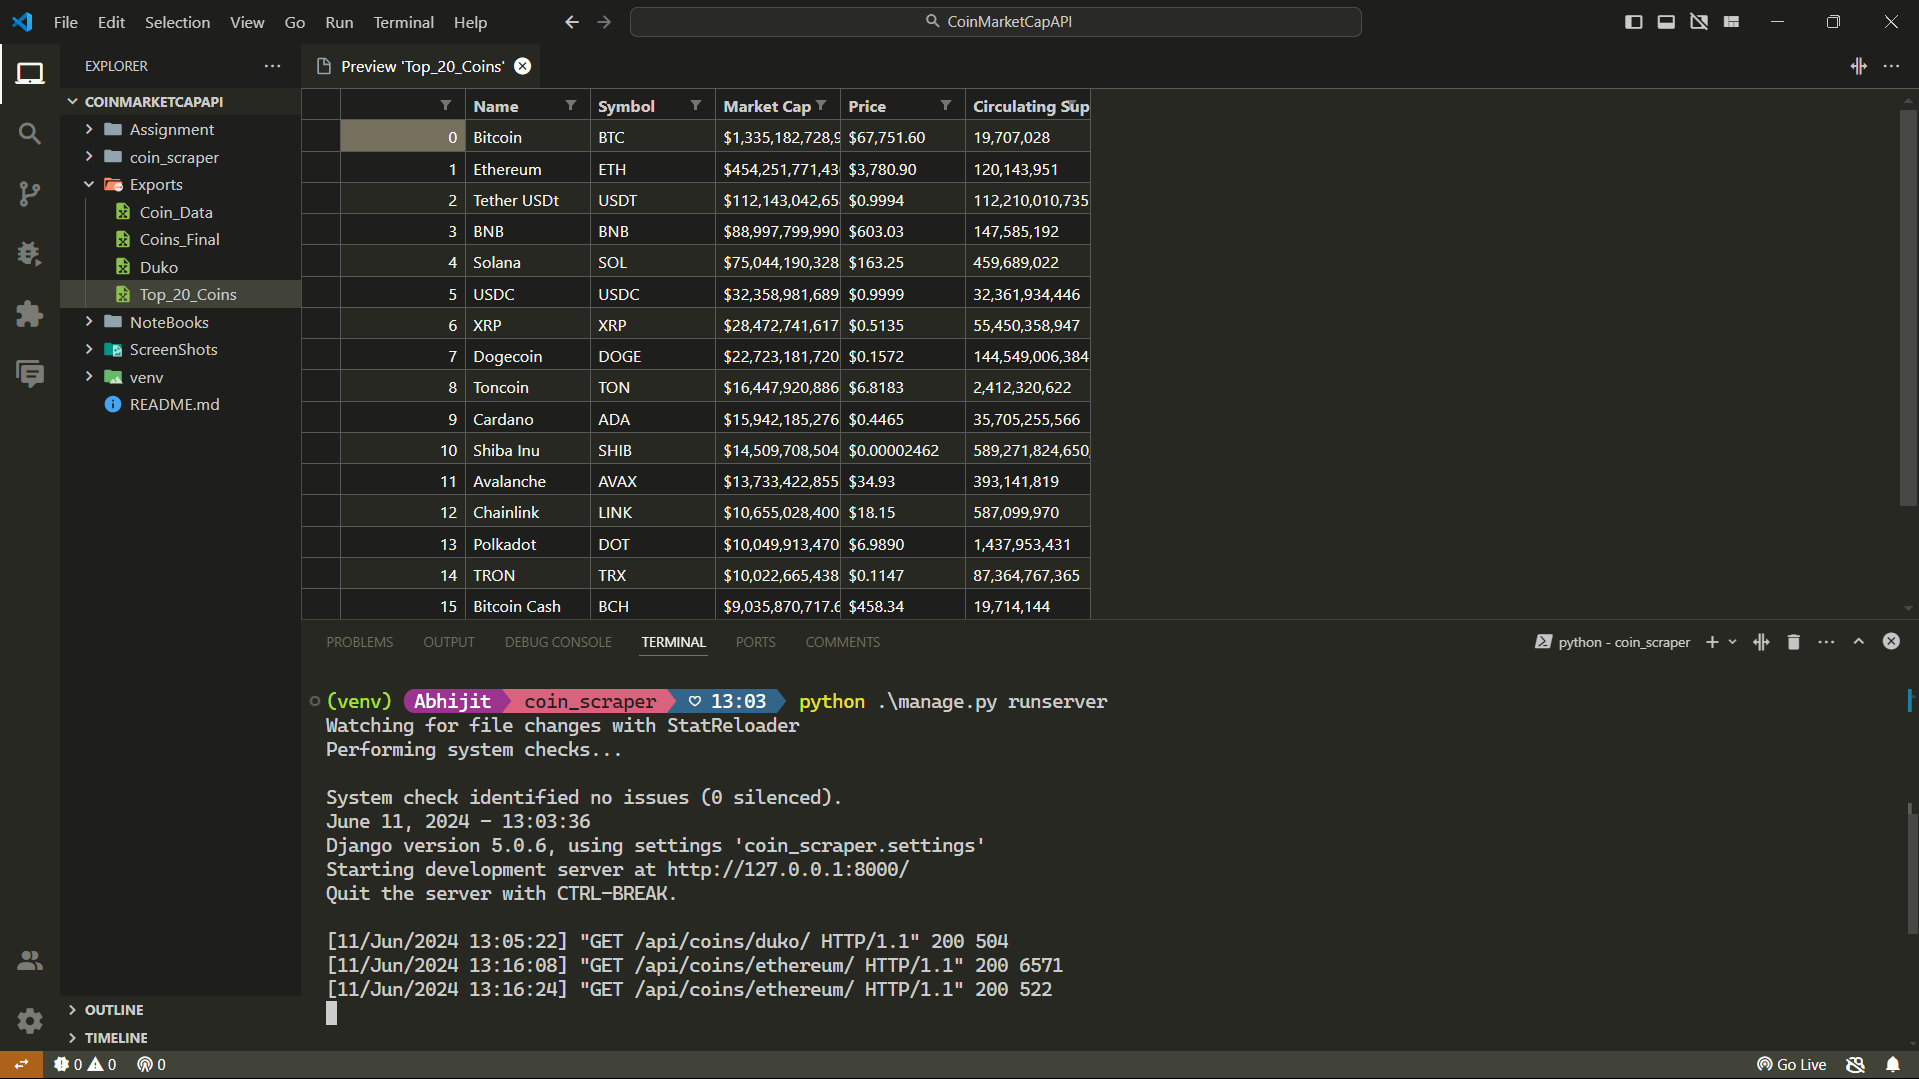 File Edit Selection View Go Run Terminal Help
CoinMarketCapAPI
EXPLORER
COINMARKETCAPAPI
Assignment
coin_scraper
Exports
Coin_Data
Coins_Final
Duko
Top_20_Coins
NoteBooks
ScreenShots
venv
README.md
OUTLINE
TIMELINE
Preview 'Top_20_Coins'
Name Symbol Market Cap Price Circulating Sup
0 Bitcoin BTC $1,335,182,728,9 $67,751.60 19,707,028
1 Ethereum ETH $454,251,771,43 $3,780.90 120,143,951
2 Tether USDt USDT $112,143,042,65 $0.9994 112,210,010,735
3 BNB BNB $88,997,799,990 $603.03 147,585,192
4 Solana SOL $75,044,190,328 $163.25 459,689,022
5 USDC USDC $32,358,981,689 $0.9999 32,361,934,446
6 XRP XRP $28,472,741,617 $0.5135 55,450,358,947
7 Dogecoin DOGE $22,723,181,720 $0.1572 144,549,006,384
8 Toncoin TON $16,447,920,886 $6.8183 2,412,320,622
9 Cardano ADA $15,942,185,276 $0.4465 35,705,255,566
10 Shiba Inu SHIB $14,509,708,504 $0.00002462 589,271,824,650,
11 Avalanche AVAX $13,733,422,855 $34.93 393,141,819
12 Chainlink LINK $10,655,028,400 $18.15 587,099,970
13 Polkadot DOT $10,049,913,470 $6.9890 1,437,953,431
14 TRON TRX $10,022,665,438 $0.1147 87,364,767,365
15 Bitcoin Cash BCH $9,035,870,717.6 $458.34 19,714,144
PROBLEMS OUTPUT DEBUG CONSOLE TERMINAL PORTS COMMENTS
python - coin_scraper
(venv) Abhijit coin_scraper ♡ 13:03 python .\manage.py runserver
Watching for file changes with StatReloader
Performing system checks...
System check identified no issues (0 silenced).
June 11, 2024 - 13:03:36
Django version 5.0.6, using settings 'coin_scraper.settings'
Starting development server at http://127.0.0.1:8000/
Quit the server with CTRL-BREAK.
[11/Jun/2024 13:05:22] "GET /api/coins/duko/ HTTP/1.1" 200 504
[11/Jun/2024 13:16:08] "GET /api/coins/ethereum/ HTTP/1.1" 200 6571
[11/Jun/2024 13:16:24] "GET /api/coins/ethereum/ HTTP/1.1" 200 522
0 0 0
Go Live